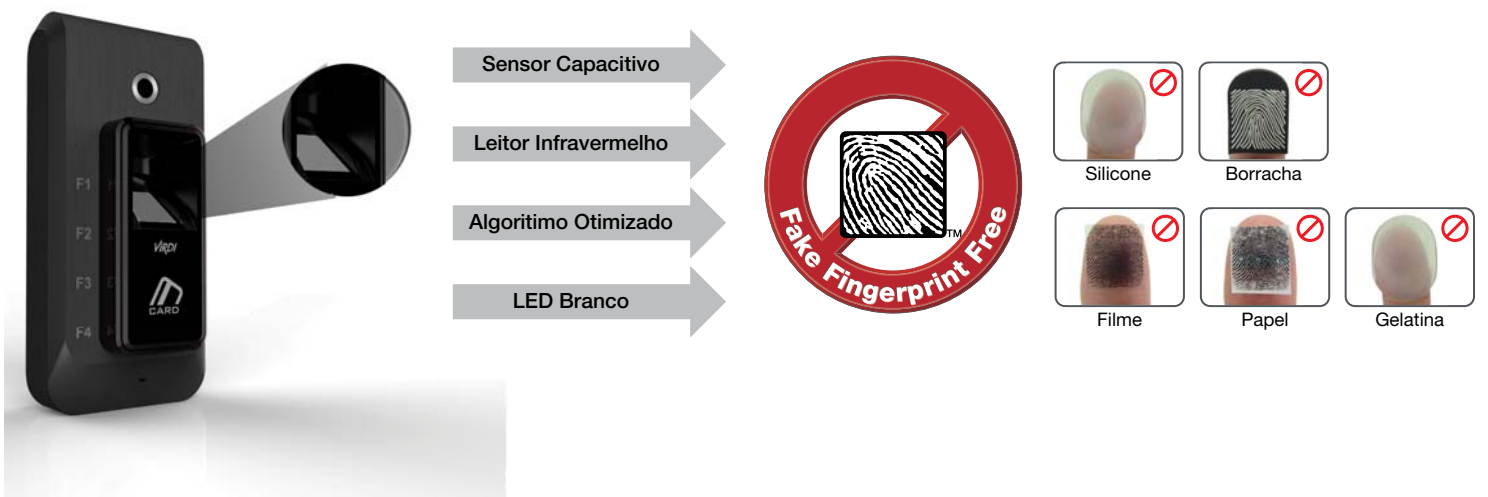 F1
F2
F3
F4
VIRDI
CARD
Sensor Capacitivo
Leitor Infravermelho
Algoritimo Otimizado
LED Branco
Fake Fingerprint Free
TM
Silicone
Borracha
Filme
Papel
Gelatina